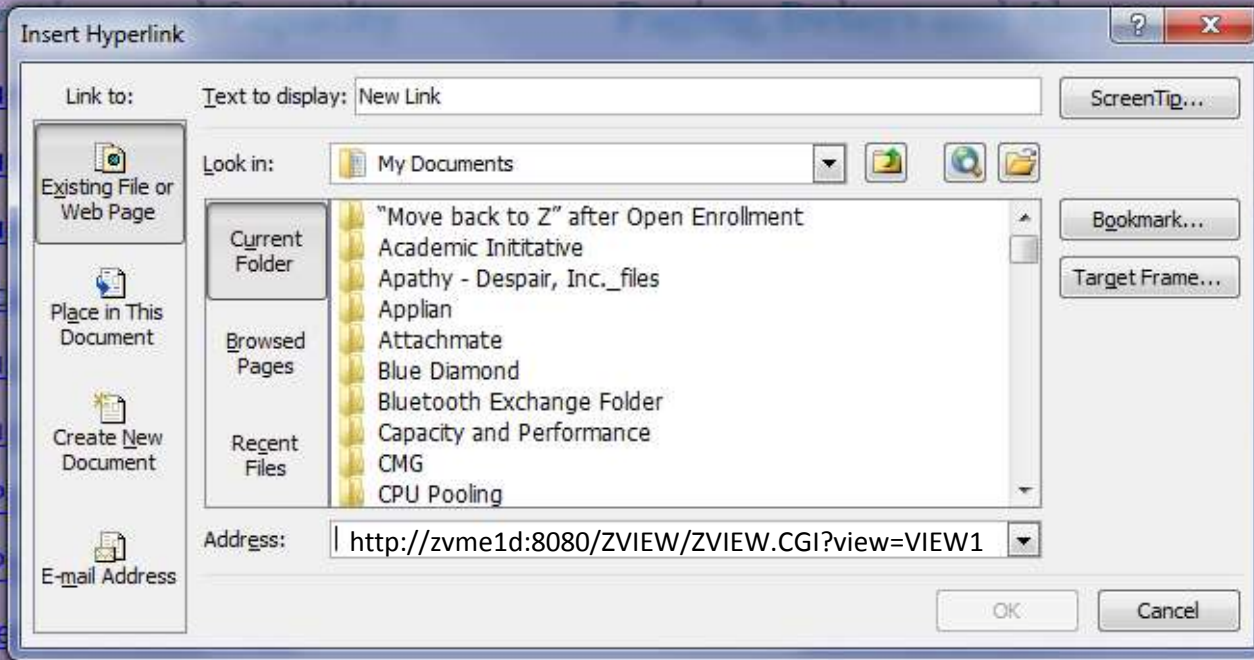 Insert Hyperlink
Link to:
Text to display: New Link
ScreenTip...
Existing File or
Web Page
Look in: My Documents
Current
Folder
"Move back to Z" after Open Enrollment
Academic Inititative
Apathy - Despair, Inc._files
Applian
Attachmate
Blue Diamond
Bluetooth Exchange Folder
Capacity and Performance
CMG
CPU Pooling
Bookmark...
Target Frame...
Place in This
Document
Browsed
Pages
Create New
Document
Recent
Files
E-mail Address
Address: http://zvme1d:8080/ZVIEW/ZVIEW.CGI?view=VIEW1
OK
Cancel